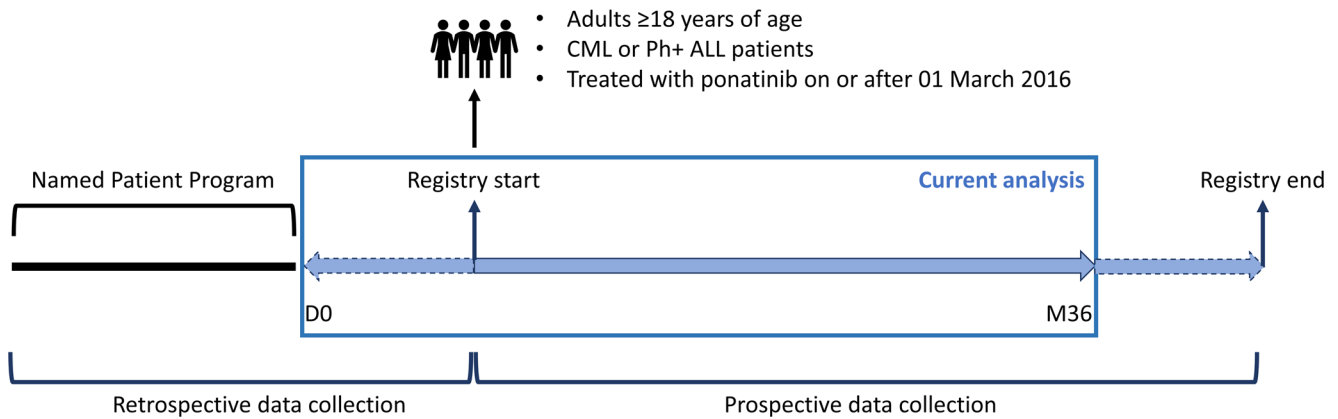 • Adults ≥18 years of age
• CML or Ph+ ALL patients
• Treated with ponatinib on or after 01 March 2016
Named Patient Program
Registry start
Current analysis
Registry end
D0
M36
Retrospective data collection
Prospective data collection